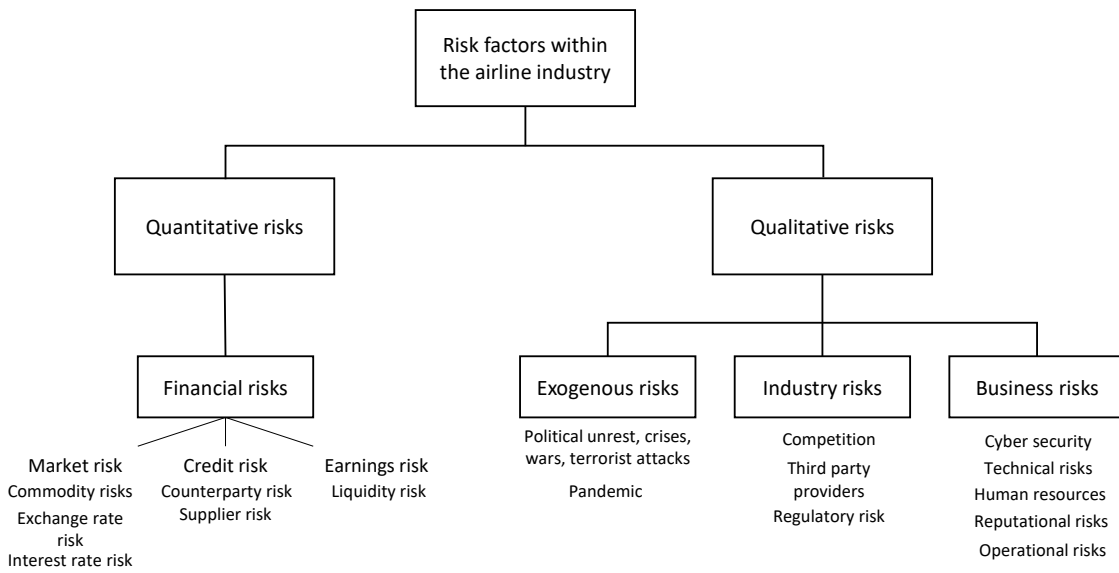 Risk factors within
the airline industry
Quantitative risks
Qualitative risks
Financial risks
Exogenous risks
Industry risks
Business risks
Market risk
Commodity risks
Exchange rate
risk
Interest rate risk
Credit risk
Counterparty risk
Supplier risk
Earnings risk
Liquidity risk
Political unrest, crises,
wars, terrorist attacks
Pandemic
Competition
Third party
providers
Regulatory risk
Cyber security
Technical risks
Human resources
Reputational risks
Operational risks